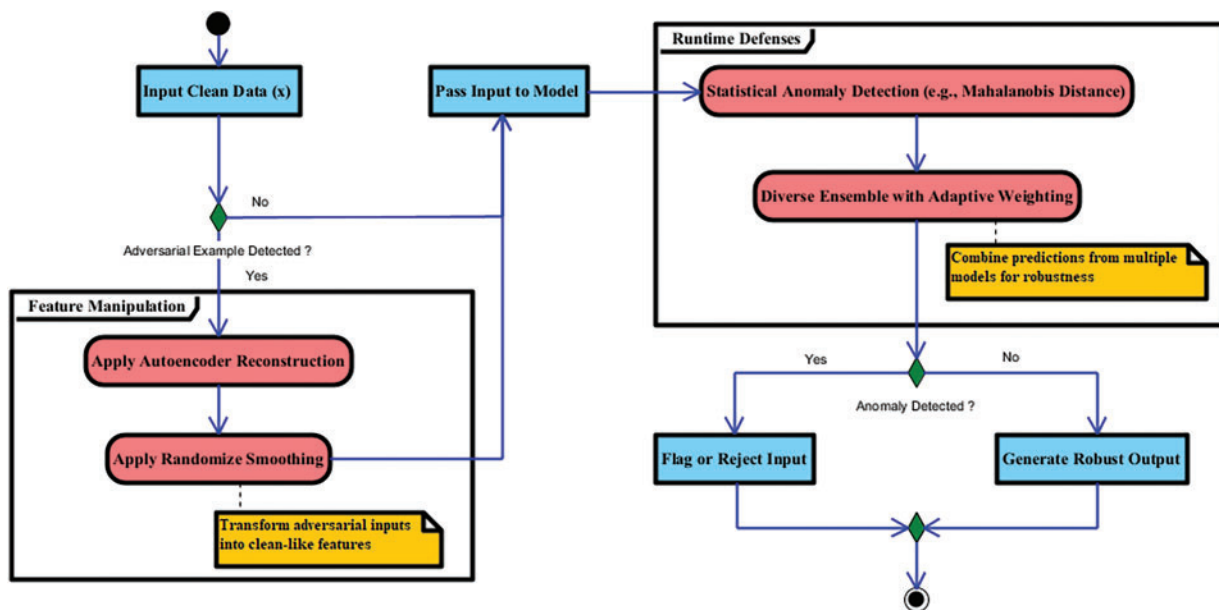 Input Clean Data (x)
No
Adversarial Example Detected ?
Yes
Feature Manipulation
Apply Autoencoder Reconstruction
Apply Randomize Smoothing
Transform adversarial inputs
into clean-like features
Pass Input to Model
Runtime Defenses
Statistical Anomaly Detection (e.g., Mahalanobis Distance)
Diverse Ensemble with Adaptive Weighting
Combine predictions from multiple
models for robustness
Yes
No
Anomaly Detected ?
Flag or Reject Input
Generate Robust Output